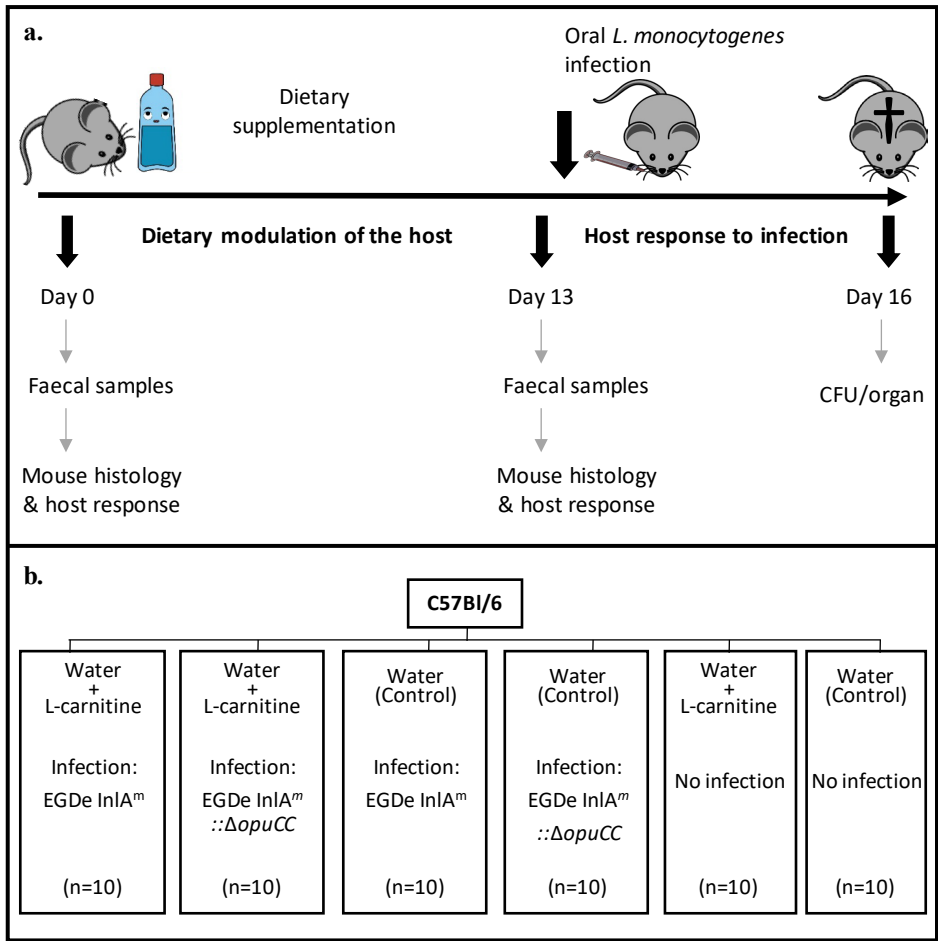 a.
Oral L. monocytogenes
infection
Dietary
supplementation
Dietary modulation of the host
Host response to infection
Day 0
Day 13
Day 16
Faecal samples
Faecal samples
CFU/organ
Mouse histology
& host response
Mouse histology
& host response
b.
C57Bl/6
Water
+
L-carnitine
Infection:
EGDe InlAᵐ
(n=10)
Water
+
L-carnitine
Infection:
EGDe InlAᵐ
::ΔopuCC
(n=10)
Water
(Control)
Infection:
EGDe InlAᵐ
(n=10)
Water
(Control)
Infection:
EGDe InlAᵐ
::ΔopuCC
(n=10)
Water
+
L-carnitine
No infection
(n=10)
Water
(Control)
No infection
(n=10)